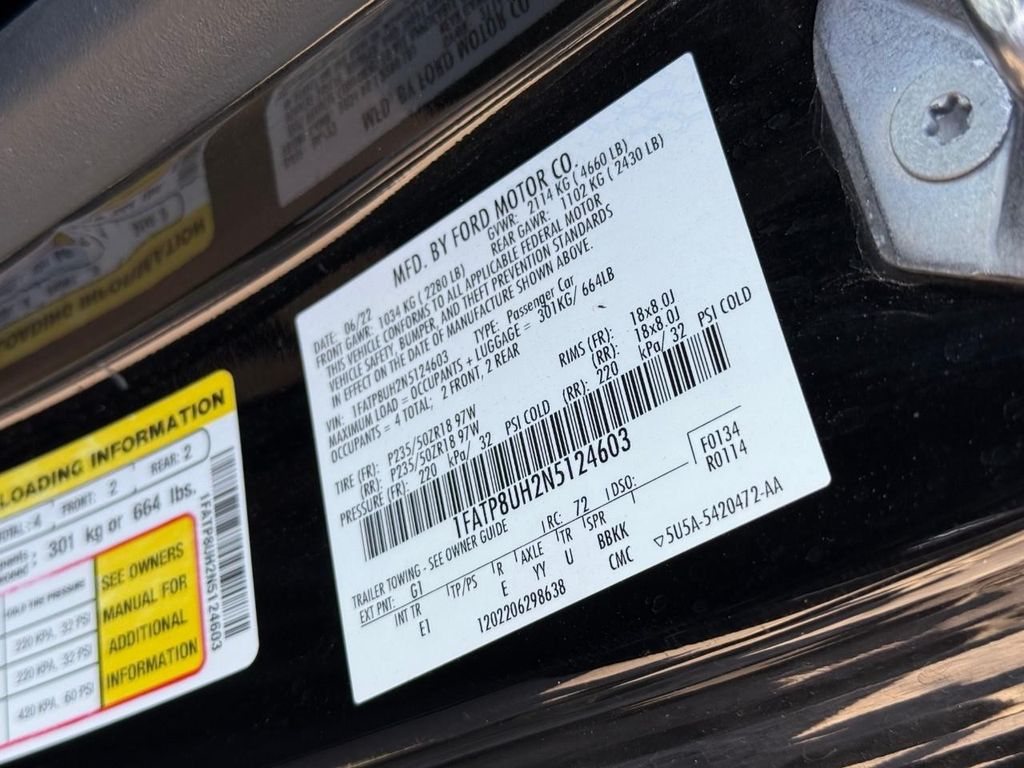 MFD. BY FORD MOTOR CO.
DATE: 06/22 GVWR: 2114 KG ( 4660 LB)
FRONT GAWR: 1034 KG ( 2280 LB) REAR GAWR: 1102 KG ( 2430 LB)
THIS VEHICLE CONFORMS TO ALL APPLICABLE FEDERAL MOTOR
VEHICLE SAFETY, BUMPER, AND THEFT PREVENTION STANDARDS
IN EFFECT ON THE DATE OF MANUFACTURE SHOWN ABOVE.
VIN: 1FATP8UH2N5124603 TYPE: Passenger Car
MAXIMUM LOAD = OCCUPANTS + LUGGAGE = 301KG/ 664LB
OCCUPANTS = 4 TOTAL; 2 FRONT, 2 REAR
TIRE (FR): P235/50ZR18 97W RIMS (FR): 18x8.0J
(RR): P235/50ZR18 97W (RR): 18x8.0J
PRESSURE (FR): 220 kPa/ 32 PSI COLD (RR): 220 kPa/ 32 PSI COLD
1FATP8UH2N5124603
TRAILER TOWING - SEE OWNER GUIDE
EXT PNT: G1 RC: 72 DSO:
F0134
R0114
INT TR TP/PS R AXLE TR SPR
EI E YY U BBKK
1202206298638 CMC
▽5U5A-5420472-AA
LOADING INFORMATION
FRONT: 2 REAR: 2
301 kg or 664 lbs.
COLD TIRE PRESSURE
220 KPA, 32 PSI
220 KPA, 32 PSI
420 KPA, 60 PSI
SEE OWNERS
MANUAL FOR
ADDITIONAL
INFORMATION
1FATP8UH2N5124603